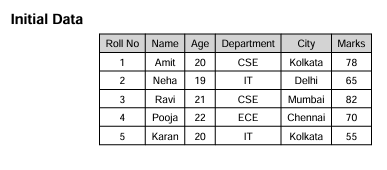 Initial Data
Roll No Name Age Department City Marks
1 Amit 20 CSE Kolkata 78
2 Neha 19 IT Delhi 65
3 Ravi 21 CSE Mumbai 82
4 Pooja 22 ECE Chennai 70
5 Karan 20 IT Kolkata 55